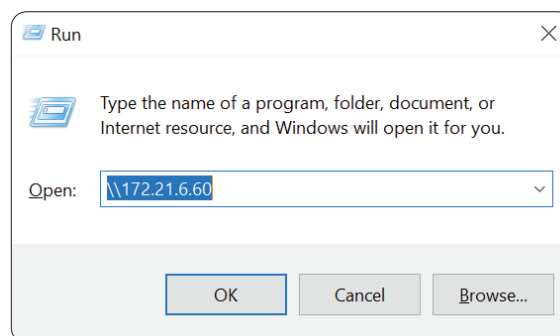 Run
Type the name of a program, folder, document, or
Internet resource, and Windows will open it for you.
Open: \\172.21.6.60
OK Cancel Browse...